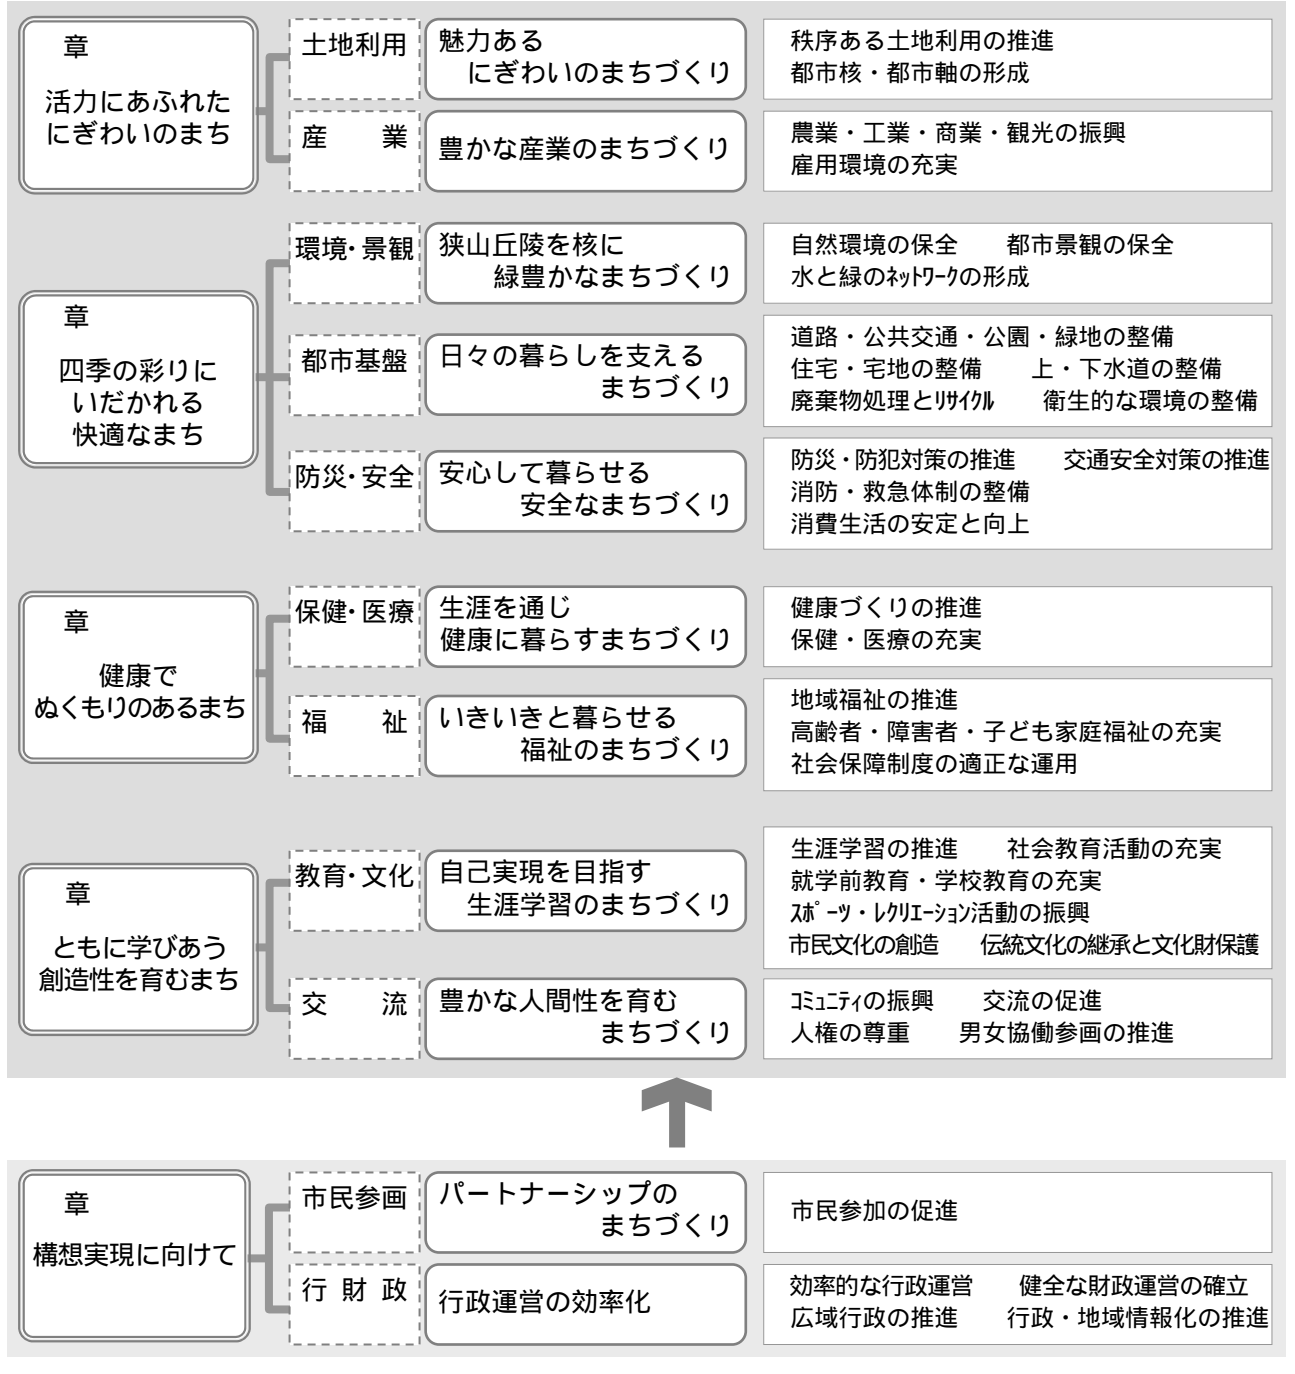 章
活力にあふれた
にぎわいのまち
土地利用
魅力ある
にぎわいのまちづくり
秩序ある土地利用の推進
都市核・都市軸の形成
産 業
豊かな産業のまちづくり
農業・工業・商業・観光の振興
雇用環境の充実
章
四季の彩りに
いだかれる
快適なまち
環境・景観
狭山丘陵を核に
緑豊かなまちづくり
自然環境の保全 都市景観の保全
水と緑のﾈｯﾄﾜｰｸの形成
都市基盤
日々の暮らしを支える
まちづくり
道路・公共交通・公園・緑地の整備
住宅・宅地の整備 上・下水道の整備
廃棄物処理とﾘｻｲｸﾙ 衛生的な環境の整備
防災・安全
安心して暮らせる
安全なまちづくり
防災・防犯対策の推進 交通安全対策の推進
消防・救急体制の整備
消費生活の安定と向上
章
健康で
ぬくもりのあるまち
保健・医療
生涯を通じ
健康に暮らすまちづくり
健康づくりの推進
保健・医療の充実
福 祉
いきいきと暮らせる
福祉のまちづくり
地域福祉の推進
高齢者・障害者・子ども家庭福祉の充実
社会保障制度の適正な運用
章
ともに学びあう
創造性を育むまち
教育・文化
自己実現を目指す
生涯学習のまちづくり
生涯学習の推進 社会教育活動の充実
就学前教育・学校教育の充実
ｽﾎﾟｰﾂ・ﾚｸﾘｴｰｼｮﾝ活動の振興
市民文化の創造 伝統文化の継承と文化財保護
交 流
豊かな人間性を育む
まちづくり
ｺﾐｭﾆﾃｨの振興 交流の促進
人権の尊重 男女協働参画の推進
章
構想実現に向けて
市民参画
パートナーシップの
まちづくり
市民参加の促進
行 財 政
行政運営の効率化
効率的な行政運営 健全な財政運営の確立
広域行政の推進 行政・地域情報化の推進